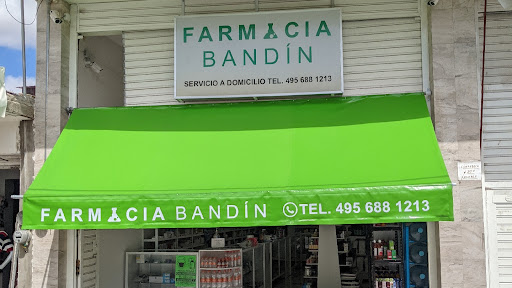 FARMACIA
BANDÍN
SERVICIO A DOMICILIO TEL. 495 688 1213
FARMACIA BANDÍN TEL. 495 688 1213